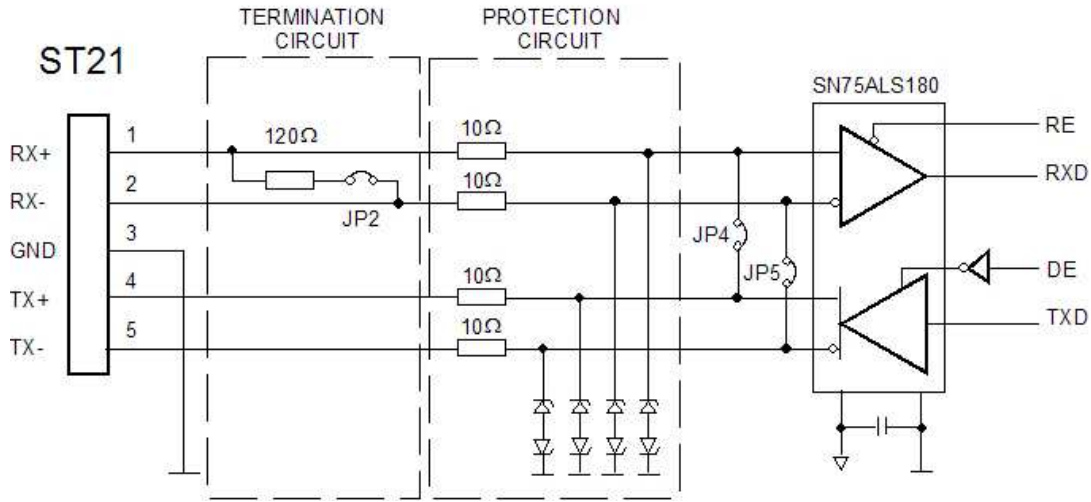 TERMINATION
CIRCUIT
PROTECTION
CIRCUIT
ST21
SN75ALS180
RX+
1
120Ω
10Ω
RE
RX-
2
JP2
10Ω
RXD
GND
3
JP4
JP5
TX+
4
10Ω
DE
TX-
5
10Ω
TXD